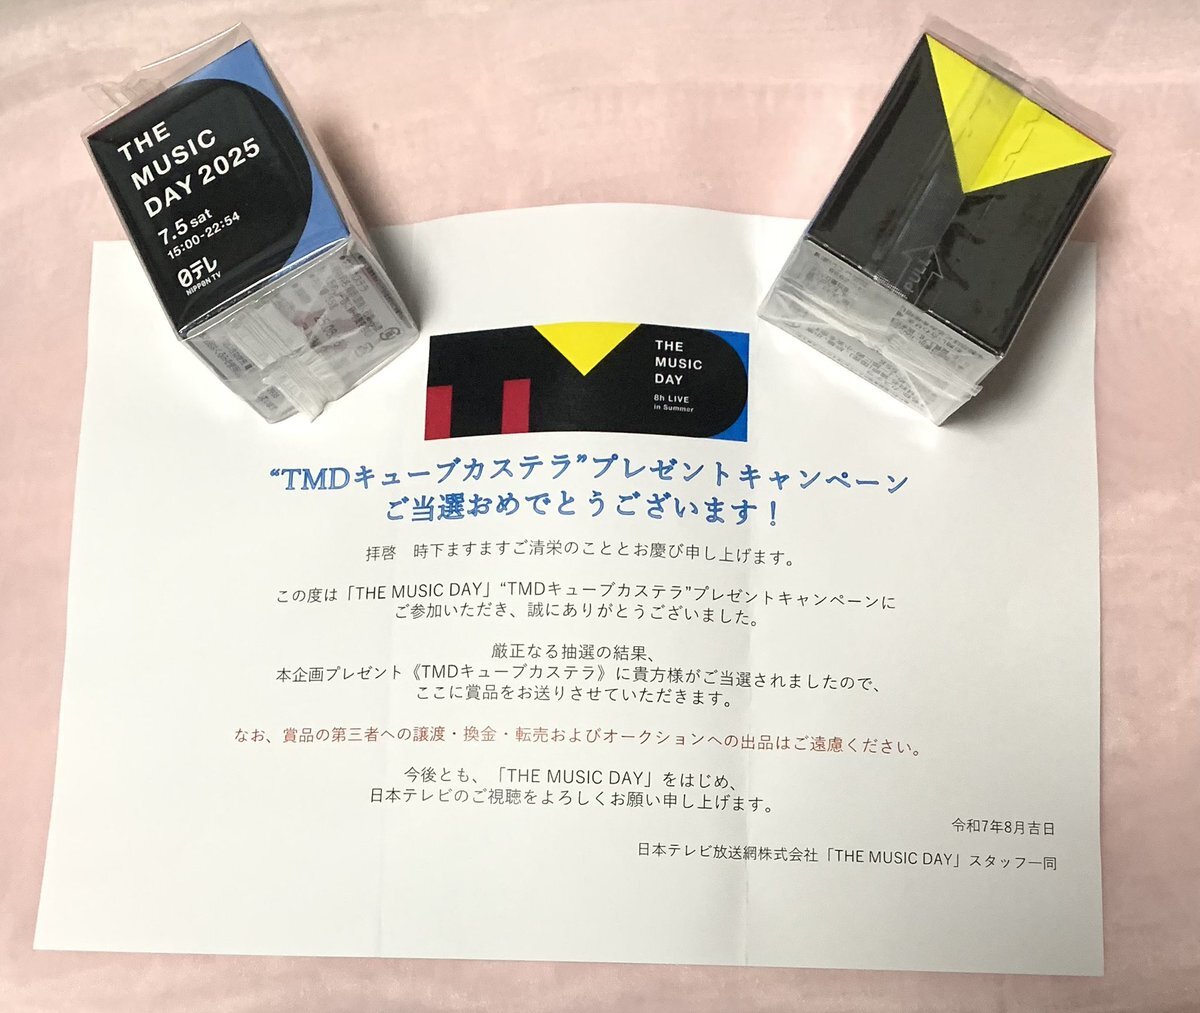 THE
MUSIC
DAY 2025
7.5 sat
15:00-22:54
日テレ
NIPPON TV
PULL
THE
MUSIC
DAY
8h LIVE
in Summer
“TMDキューブカステラ”プレゼントキャンペーン
ご当選おめでとうございます！
拝啓　時下ますますご清栄のこととお慶び申し上げます。
この度は「THE MUSIC DAY」“TMDキューブカステラ”プレゼントキャンペーンに
ご参加いただき、誠にありがとうございました。
厳正なる抽選の結果、
本企画プレゼント《TMDキューブカステラ》に貴方様がご当選されましたので、
ここに賞品をお送りさせていただきます。
なお、賞品の第三者への譲渡・換金・転売およびオークションへの出品はご遠慮ください。
今後とも、「THE MUSIC DAY」をはじめ、
日本テレビのご視聴をよろしくお願い申し上げます。
令和7年8月吉日
日本テレビ放送網株式会社「THE MUSIC DAY」スタッフ一同